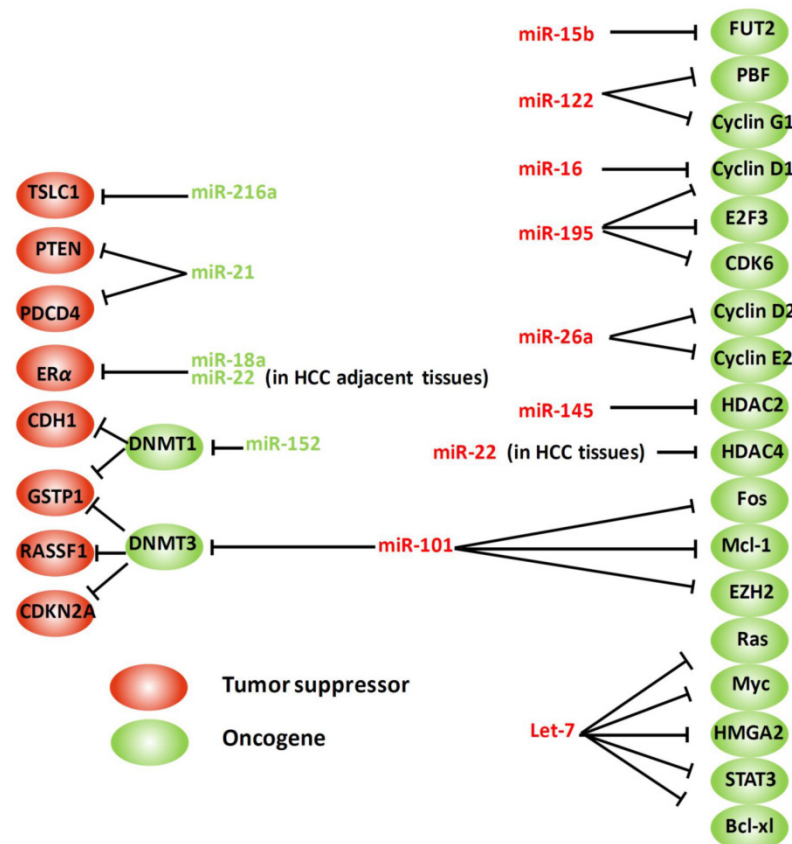 miR-15b
FUT2
PBF
miR-122
Cyclin G1
miR-16
Cyclin D1
TSLC1
miR-216a
E2F3
miR-195
PTEN
CDK6
miR-21
PDCD4
Cyclin D2
miR-26a
Cyclin E2
ERα
miR-18a
miR-22 (in HCC adjacent tissues)
miR-145
HDAC2
CDH1
DNMT1
miR-152
miR-22 (in HCC tissues)
HDAC4
GSTP1
Fos
RASSF1
DNMT3
miR-101
Mcl-1
CDKN2A
EZH2
Ras
Tumor suppressor
Myc
Oncogene
Let-7
HMGA2
STAT3
Bcl-xl